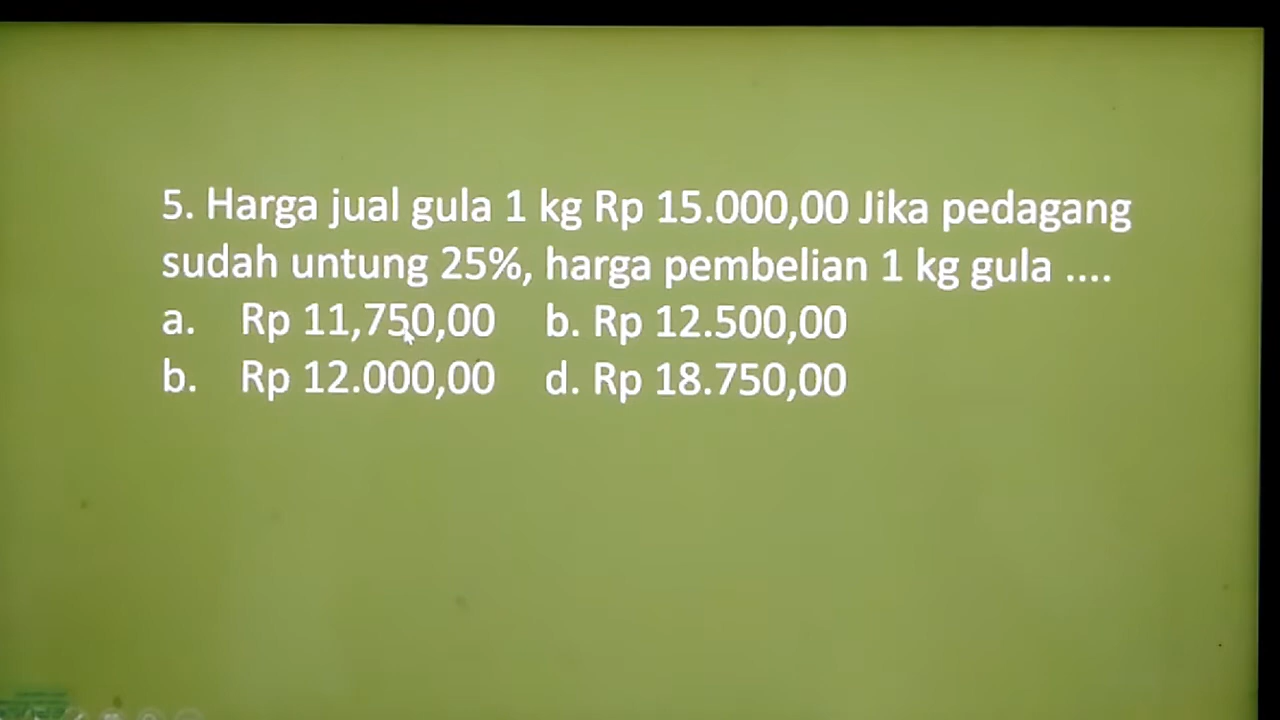 5. Harga jual gula 1 kg Rp 15.000,00 Jika pedagang
sudah untung 25%, harga pembelian 1 kg gula ....
a. Rp 11,750,00 b. Rp 12.500,00
b. Rp 12.000,00 d. Rp 18.750,00